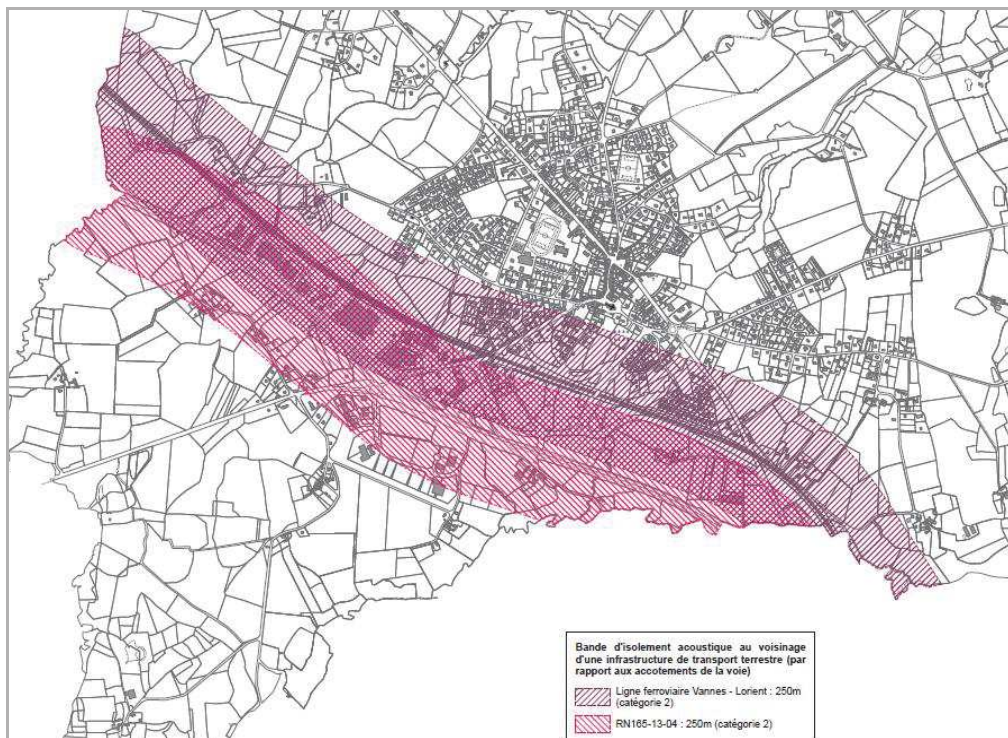 Bande d'isolement acoustique au voisinage
d'une infrastructure de transport terrestre (par
rapport aux accotements de la voie)
Ligne ferroviaire Vannes - Lorient : 250m
(catégorie 2)
RN165-13-04 : 250m (catégorie 2)